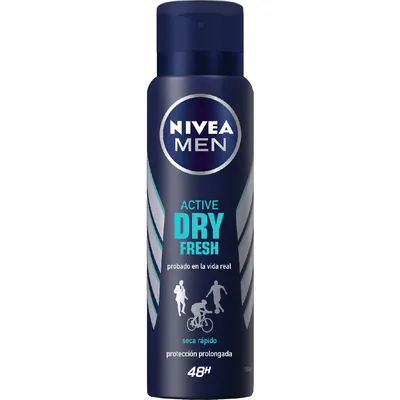 NIVEA
MEN
ACTIVE
DRY
FRESH
probado en la vida real
seca rápido
protección prolongada
48H